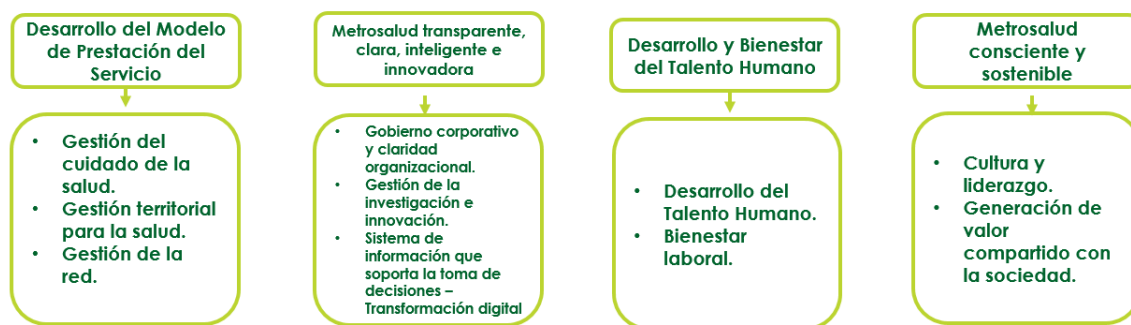 Desarrollo del Modelo
de Prestación del
Servicio
• Gestión del
cuidado de la
salud.
• Gestión territorial
para la salud.
• Gestión de la
red.
Metrosalud transparente,
clara, inteligente e
innovadora
• Gobierno corporativo
y claridad
organizacional.
• Gestión de la
investigación e
innovación.
• Sistema de
información que
soporta la toma de
decisiones –
Transformación digital
Desarrollo y Bienestar
del Talento Humano
• Desarrollo del
Talento Humano.
• Bienestar
laboral.
Metrosalud
consciente y
sostenible
• Cultura y
liderazgo.
• Generación de
valor
compartido con
la sociedad.